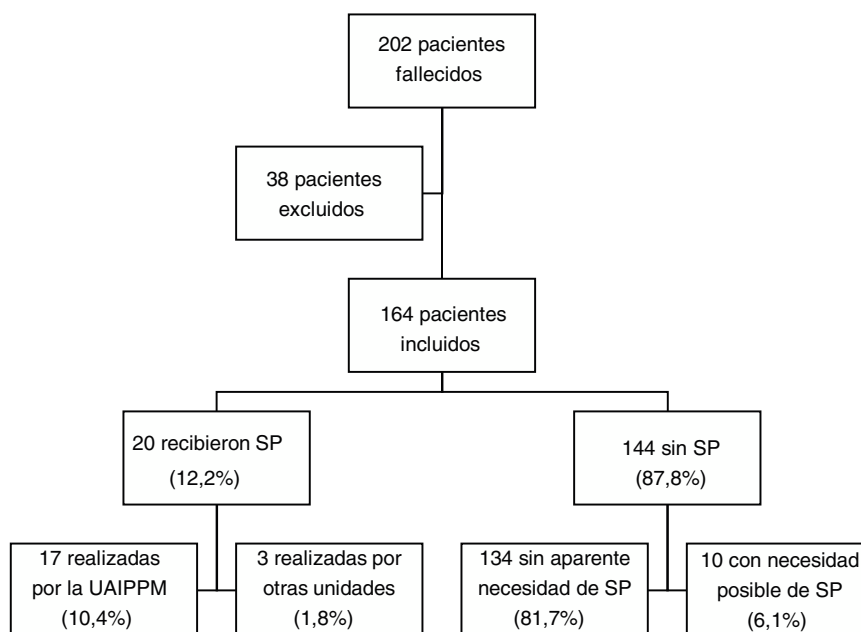 202 pacientes
fallecidos
38 pacientes
excluidos
164 pacientes
incluidos
20 recibieron SP
(12,2%)
144 sin SP
(87,8%)
17 realizadas
por la UAIPPM
(10,4%)
3 realizadas por
otras unidades
(1,8%)
134 sin aparente
necesidad de SP
(81,7%)
10 con necesidad
posible de SP
(6,1%)